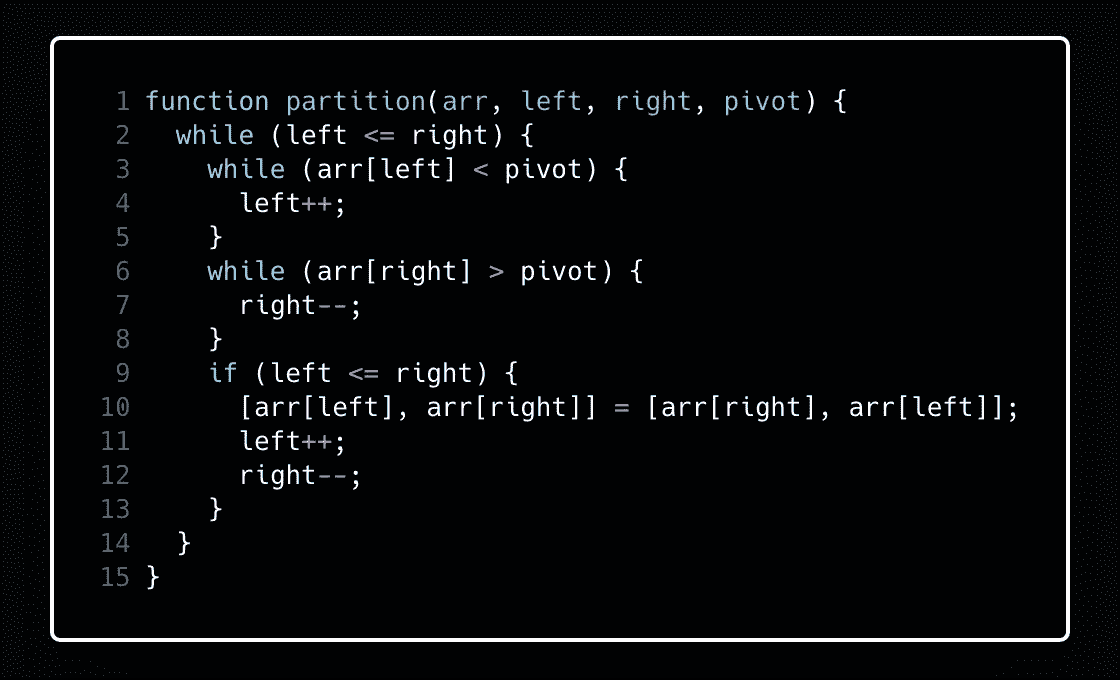 1 function partition(arr, left, right, pivot) {
2   while (left <= right) {
3     while (arr[left] < pivot) {
4       left++;
5     }
6     while (arr[right] > pivot) {
7       right--;
8     }
9     if (left <= right) {
10       [arr[left], arr[right]] = [arr[right], arr[left]];
11       left++;
12       right--;
13     }
14   }
15 }